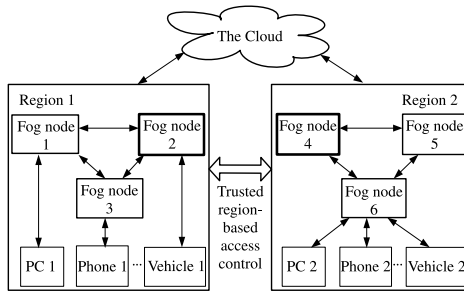 The Cloud
Region 1
Fog node
1
Fog node
2
Fog node
3
PC 1
Phone 1
...
Vehicle 1
Trusted
region-
based
access
control
Region 2
Fog node
4
Fog node
5
Fog node
6
PC 2
Phone 2
...
Vehicle 2